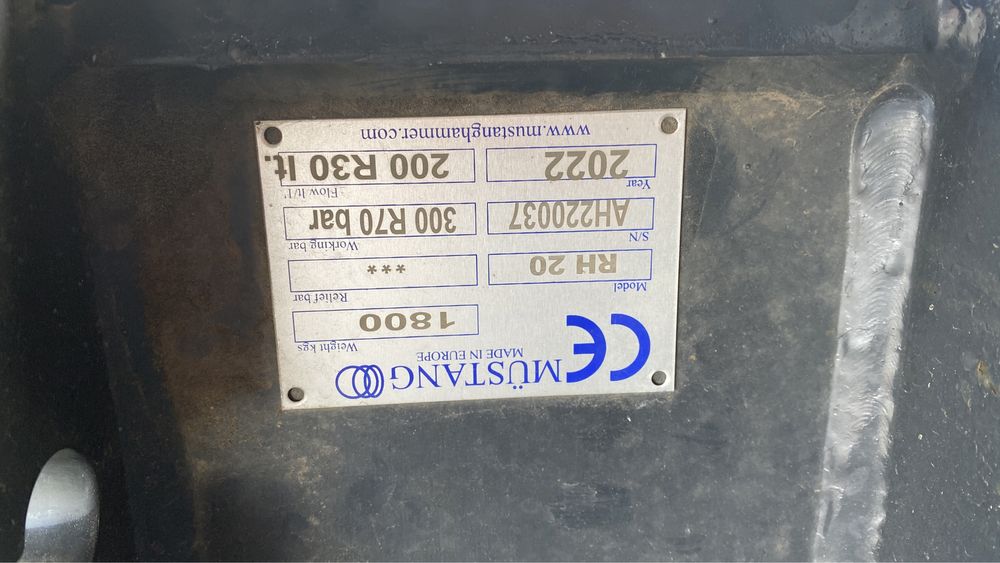 MÜSTANG
MADE IN EUROPE
CE
Weight kgs
1800
Model
RH 20
Relief bar
***
S/N
AH220037
Working bar
300 R70 bar
Year
2022
Flow lt/1'
200 R30 lt.
www.mustanghammer.com